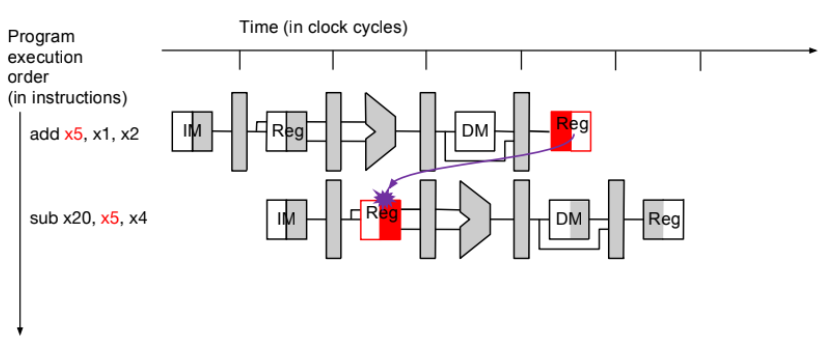 Time (in clock cycles)
Program
execution
order
(in instructions)
add x5, x1, x2
IM
Reg
DM
Reg
sub x20, x5, x4
IM
Reg
DM
Reg